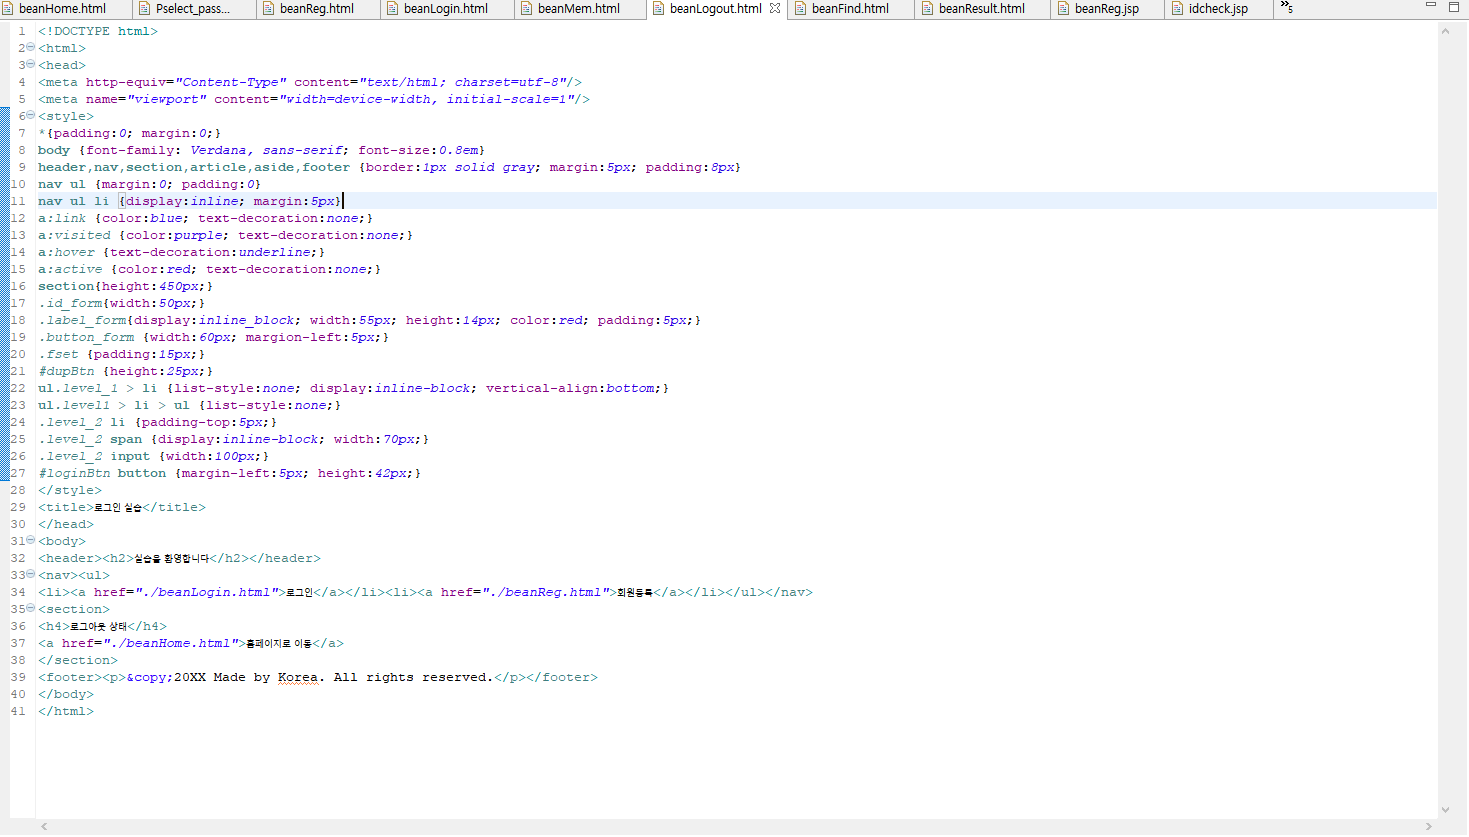 beanHome.html Pselect_pass... beanReg.html beanLogin.html beanMem.html beanLogout.html beanFind.html beanResult.html beanReg.jsp idcheck.jsp »5
1 <!DOCTYPE html>
2 <html>
3 <head>
4 <meta http-equiv="Content-Type" content="text/html; charset=utf-8"/>
5 <meta name="viewport" content="width=device-width, initial-scale=1"/>
6 <style>
7 *{padding:0; margin:0;}
8 body {font-family: Verdana, sans-serif; font-size:0.8em}
9 header,nav,section,article,aside,footer {border:1px solid gray; margin:5px; padding:8px}
10 nav ul {margin:0; padding:0}
11 nav ul li {display:inline; margin:5px}
12 a:link {color:blue; text-decoration:none;}
13 a:visited {color:purple; text-decoration:none;}
14 a:hover {text-decoration:underline;}
15 a:active {color:red; text-decoration:none;}
16 section{height:450px;}
17 .id_form{width:50px;}
18 .label_form{display:inline_block; width:55px; height:14px; color:red; padding:5px;}
19 .button_form {width:60px; margion-left:5px;}
20 .fset {padding:15px;}
21 #dupBtn {height:25px;}
22 ul.level_1 > li {list-style:none; display:inline-block; vertical-align:bottom;}
23 ul.level1 > li > ul {list-style:none;}
24 .level_2 li {padding-top:5px;}
25 .level_2 span {display:inline-block; width:70px;}
26 .level_2 input {width:100px;}
27 #loginBtn button {margin-left:5px; height:42px;}
28 </style>
29 <title>로그인 실습</title>
30 </head>
31 <body>
32 <header><h2>실습을 환영합니다</h2></header>
33 <nav><ul>
34 <li><a href="./beanLogin.html">로그인</a></li><li><a href="./beanReg.html">회원등록</a></li></ul></nav>
35 <section>
36 <h4>로그아웃 상태</h4>
37 <a href="./beanHome.html">홈페이지로 이동</a>
38 </section>
39 <footer><p>&copy;20XX Made by Korea. All rights reserved.</p></footer>
40 </body>
41 </html>